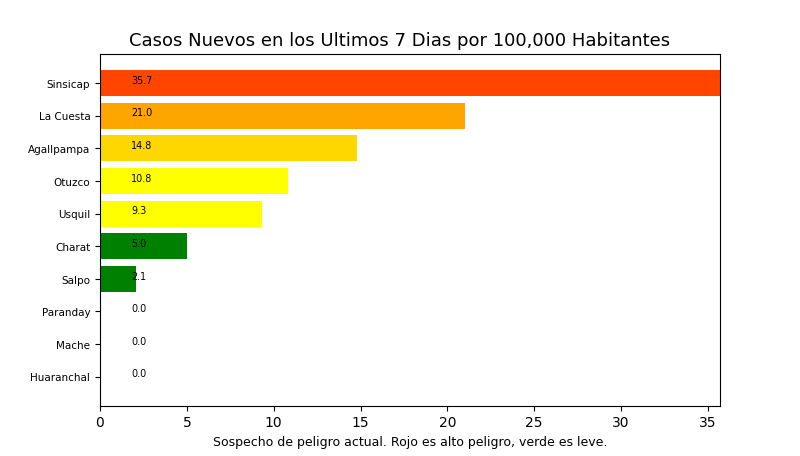 Casos Nuevos en los Ultimos 7 Dias por 100,000 Habitantes
Sinsicap 35.7
La Cuesta 21.0
Agallpampa 14.8
Otuzco 10.8
Usquil 9.3
Charat 5.0
Salpo 2.1
Paranday 0.0
Mache 0.0
Huaranchal 0.0
0 5 10 15 20 25 30 35
Sospecho de peligro actual. Rojo es alto peligro, verde es leve.